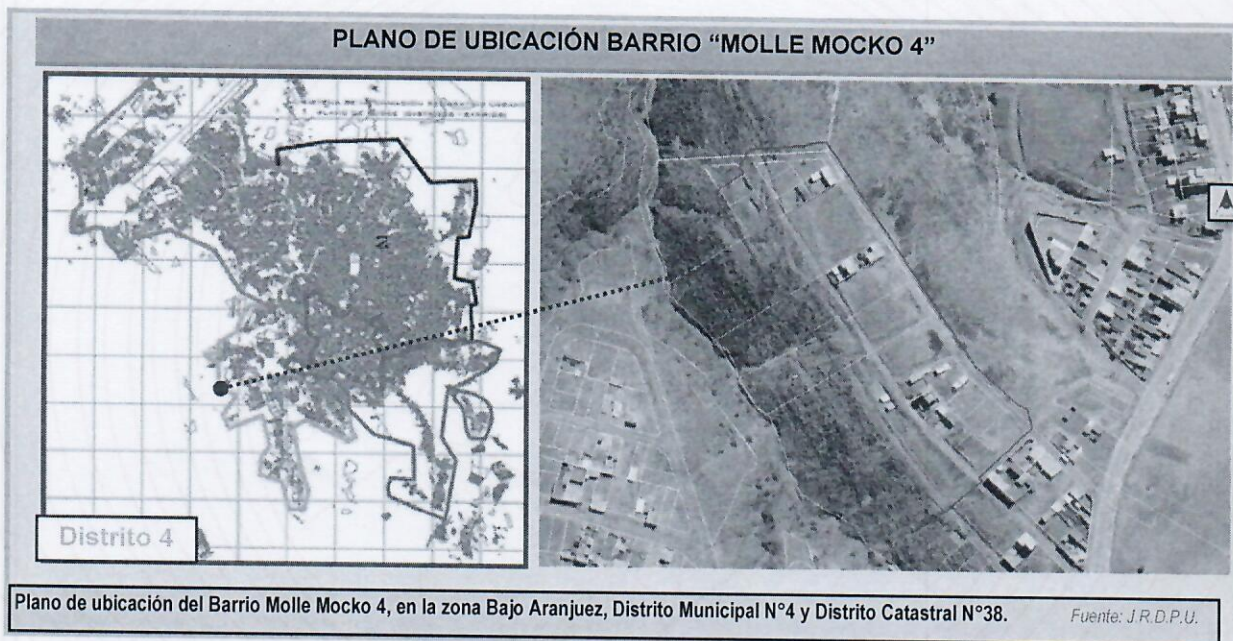 PLANO DE UBICACIÓN BARRIO “MOLLE MOCKO 4”
Distrito 4
Plano de ubicación del Barrio Molle Mocko 4, en la zona Bajo Aranjuez, Distrito Municipal N°4 y Distrito Catastral N°38.
Fuente: J.R.D.P.U.